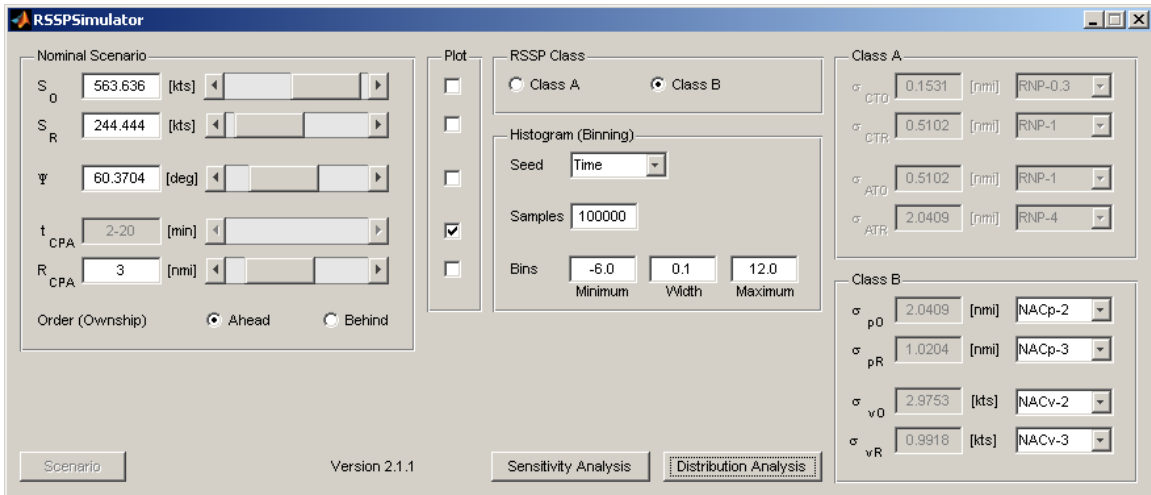 RSSPSimulator
Nominal Scenario
S0 563.636 [kts]
SR 244.444 [kts]
Ψ 60.3704 [deg]
tCPA 2-20 [min]
RCPA 3 [nmi]
Order (Ownship) Ahead Behind
Plot
RSSP Class
Class A Class B
Histogram (Binning)
Seed Time
Samples 100000
Bins -6.0 0.1 12.0
Minimum Width Maximum
Class A
σCTO 0.1531 [nmi] RNP-0.3
σCTR 0.5102 [nmi] RNP-1
σATO 0.5102 [nmi] RNP-1
σATR 2.0409 [nmi] RNP-4
Class B
σp0 2.0409 [nmi] NACp-2
σpR 1.0204 [nmi] NACp-3
σv0 2.9753 [kts] NACv-2
σvR 0.9918 [kts] NACv-3
Scenario
Version 2.1.1
Sensitivity Analysis
Distribution Analysis